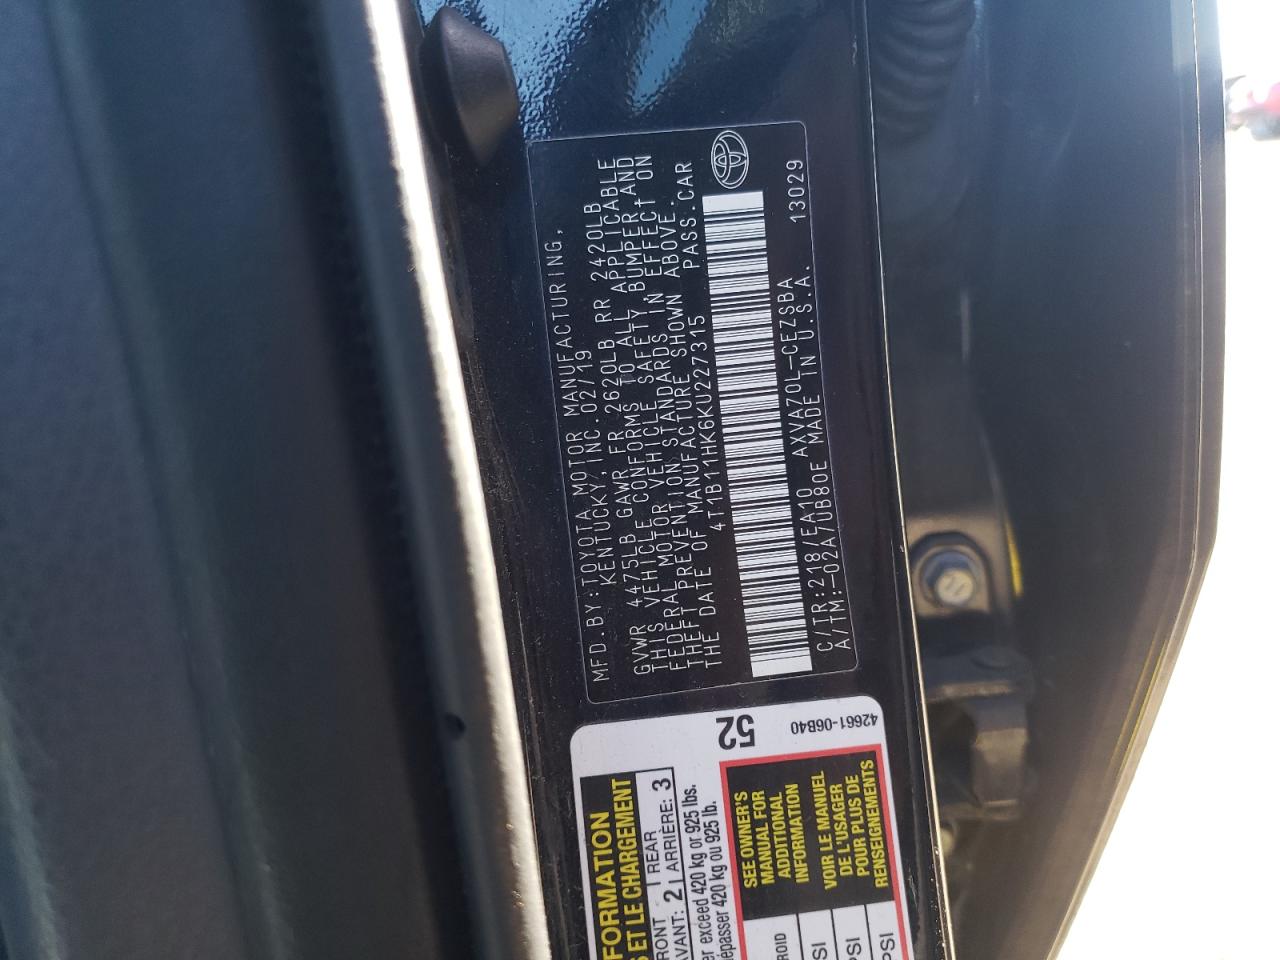 MFD.BY:TOYOTA MOTOR MANUFACTURING,
KENTUCKY, INC. 02/19
GVWR 4475LB GAWR FR 2620LB RR 2420LB
THIS VEHICLE CONFORMS TO ALL APPLICABLE
FEDERAL MOTOR VEHICLE SAFETY, BUMPER, AND
THEFT PREVENTION STANDARDS IN EFFECT ON
THE DATE OF MANUFACTURE SHOWN ABOVE.
4T1B11HK6KU227315 PASS.CAR
C/TR:218/EA10 AXVA70L-CEZSBA 13029
A/TM:-02A/UB80E MADE IN U.S.A.
52
42661-06B40
FORMATION
S ET LE CHARGEMENT
FRONT REAR
AVANT: 2 ARRIÈRE: 3
er exceed 420 kg or 925 lbs.
dépasser 420 kg ou 925 lb.
SEE OWNER'S
MANUAL FOR
ADDITIONAL
INFORMATION
VOIR LE MANUEL
DE L'USAGER
POUR PLUS DE
RENSEIGNEMENTS
ROID
PSI
PSI
PSI